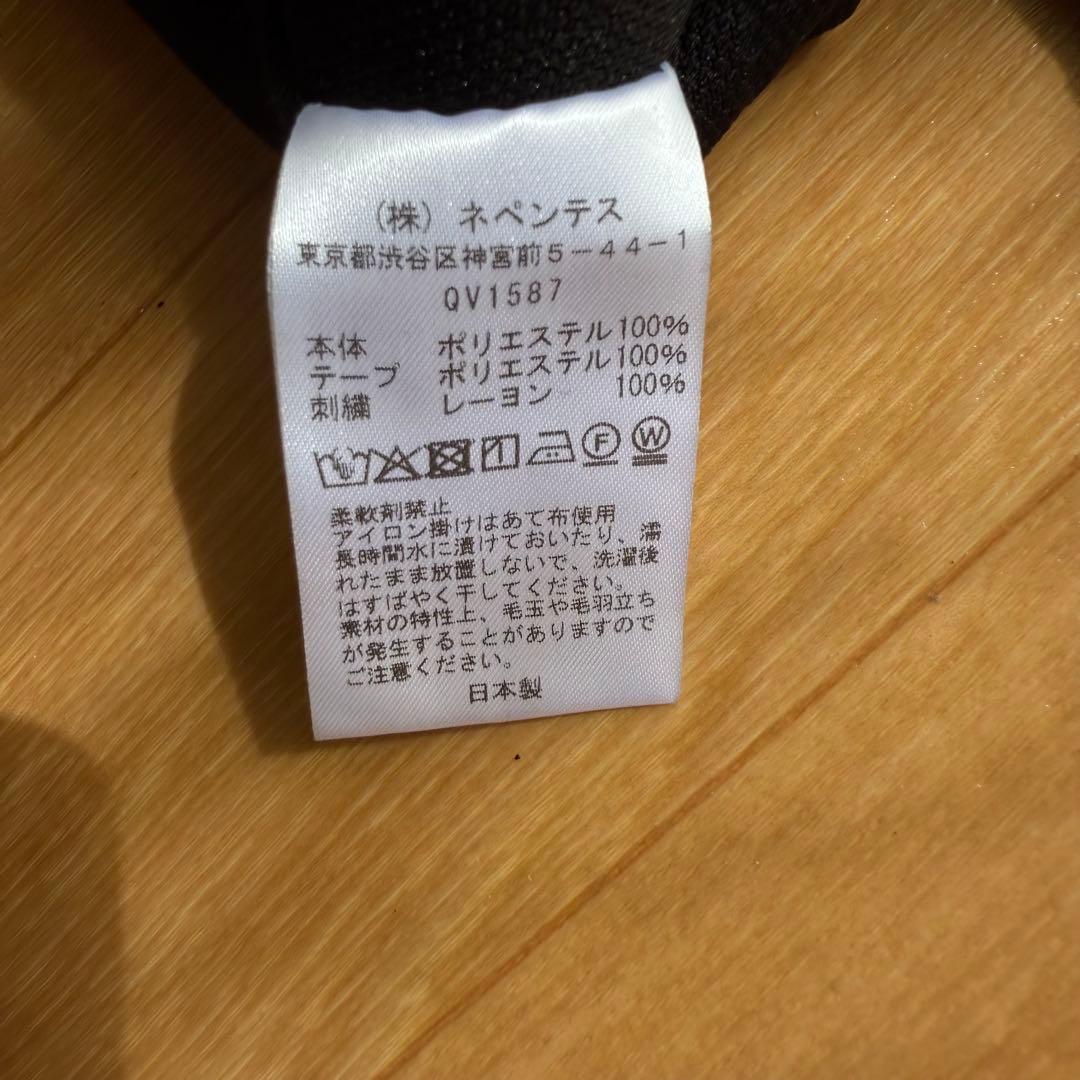 （株）ネペンテス
東京都渋谷区神宮前5-44-1
QV1587
本体 ポリエステル100%
テープ ポリエステル100%
刺繍 レーヨン 100%
F W
柔軟剤禁止
アイロン掛けはあて布使用
長時間水に漬けておいたり、濡
れたまま放置しないで、洗濯後
はすばやく干してください。
素材の特性上、毛玉や毛羽立ち
が発生することがありますので
ご注意ください。
日本製